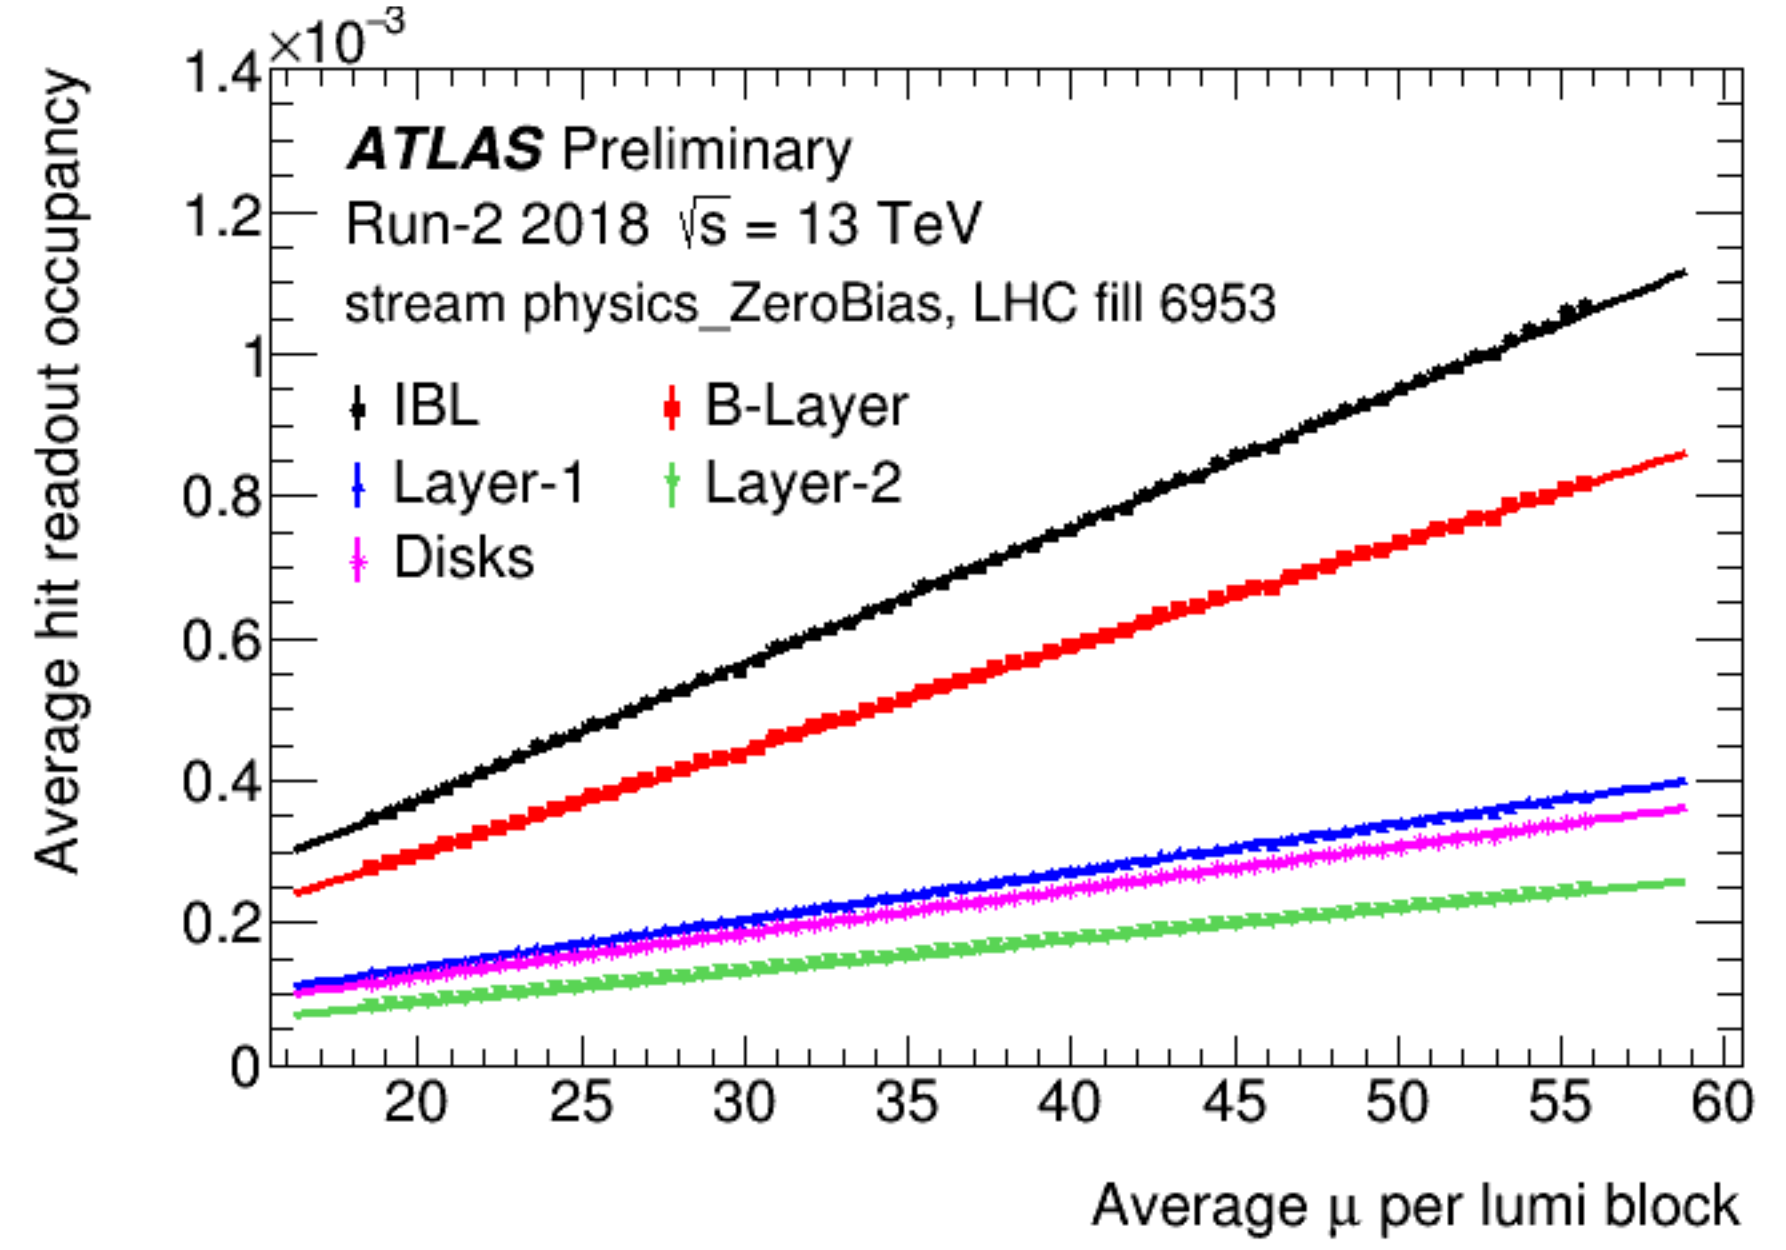 ×10⁻³
1.4
1.2
1
0.8
0.6
0.4
0.2
0
Average hit readout occupancy
ATLAS Preliminary
Run-2 2018 √s = 13 TeV
stream physics_ZeroBias, LHC fill 6953
IBL B-Layer
Layer-1 Layer-2
Disks
20 25 30 35 40 45 50 55 60
Average μ per lumi block